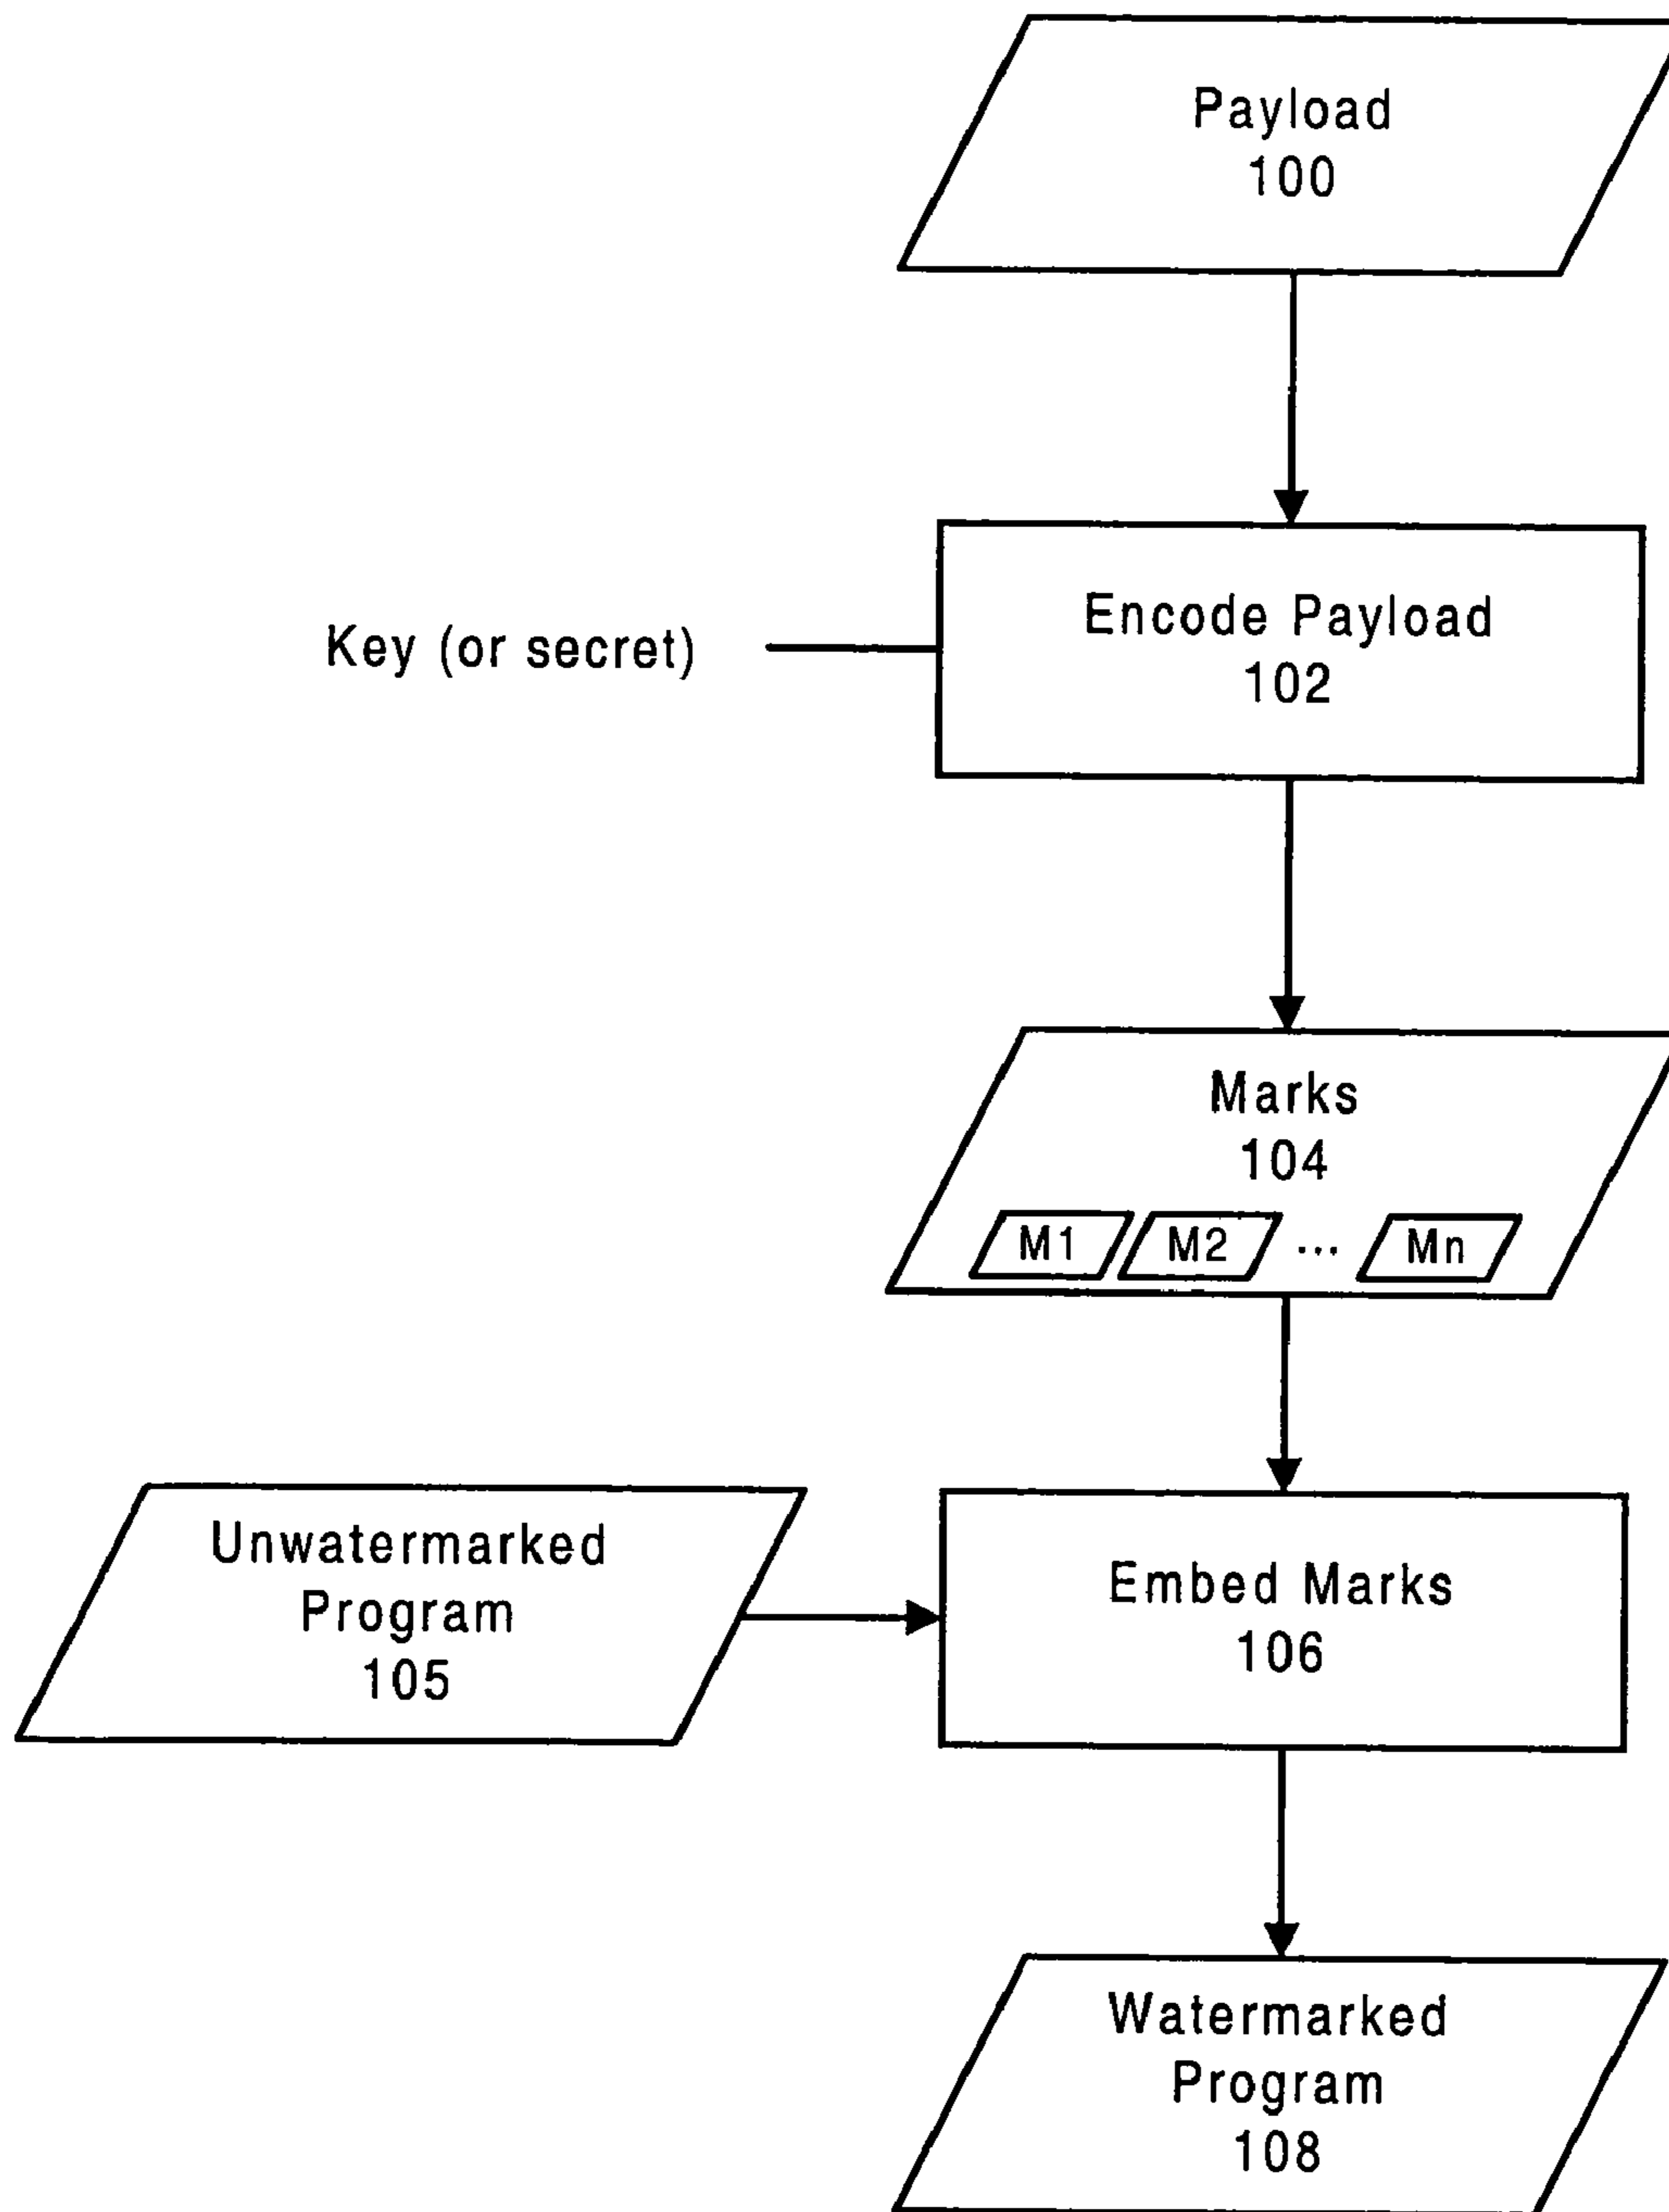 Payload
100
Encode Payload
102
Key (or secret)
Marks
104
M1 M2 ... Mn
Unwatermarked
Program
105
Embed Marks
106
Watermarked
Program
108